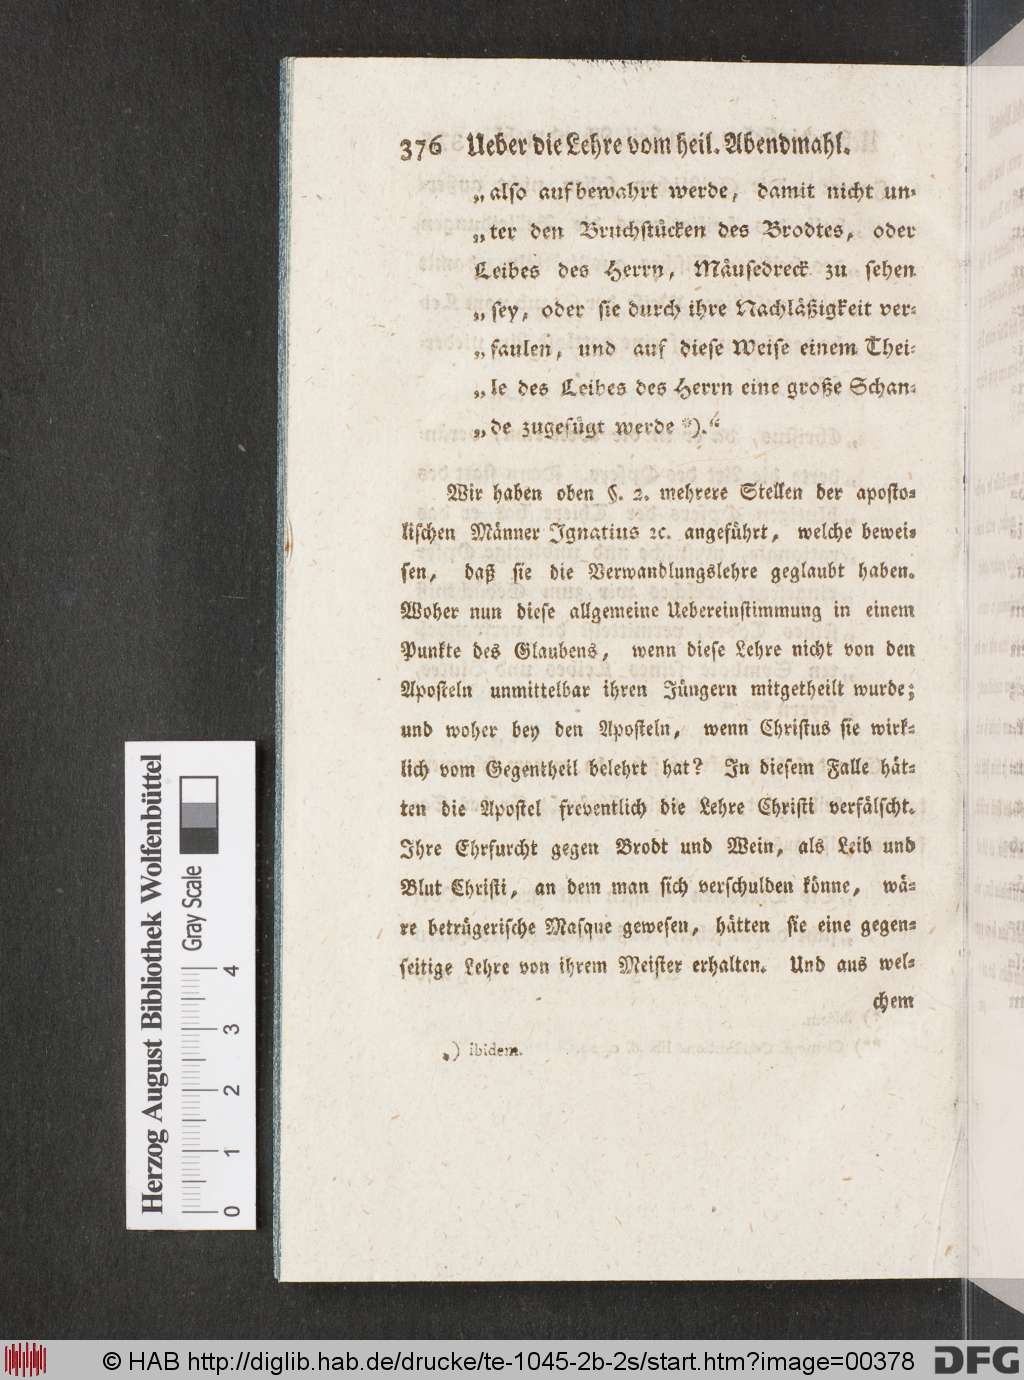 376 Ueber die Lehre vom heil. Abendmahl.
„also aufbewahrt werde, damit nicht un-
„ter den Bruchstücken des Brodtes, oder
Leibes des Herrn, Mäusedreck zu sehen
„sey, oder sie durch ihre Nachläßigkeit ver-
„faulen, und auf diese Weise einem Thei-
„le des Leibes des Herrn eine große Schan-
„de zugefügt werde *).“
Wir haben oben §. 2. mehrere Stellen der aposto-
lischen Männer Ignatius ꝛc. angeführt, welche bewei-
sen, daß sie die Verwandlungslehre geglaubt haben.
Woher nun diese allgemeine Uebereinstimmung in einem
Punkte des Glaubens, wenn diese Lehre nicht von den
Aposteln unmittelbar ihren Jüngern mitgetheilt wurde;
und woher bey den Aposteln, wenn Christus sie wirk-
lich vom Gegentheil belehrt hat? In diesem Falle hät-
ten die Apostel freventlich die Lehre Christi verfälscht.
Ihre Ehrfurcht gegen Brodt und Wein, als Leib und
Blut Christi, an dem man sich verschulden könne, wä-
re betrügerische Masque gewesen, hätten sie eine gegen-
seitige Lehre von ihrem Meister erhalten. Und aus wel-
chem
*) ibidem.
Herzog August Bibliothek Wolfenbüttel
Gray Scale
0 1 2 3 4
© HAB http://diglib.hab.de/drucke/te-1045-2b-2s/start.htm?image=00378
DFG